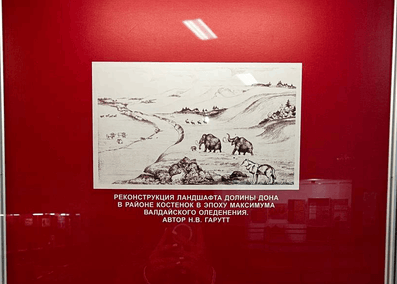 РЕКОНСТРУКЦИЯ ЛАНДШАФТА ДОЛИНЫ ДОНА
В РАЙОНЕ КОСТЕНОК В ЭПОХУ МАКСИМУМА
ВАЛДАЙСКОГО ОЛЕДЕНЕНИЯ.
АВТОР Н.В. ГАРУТТ